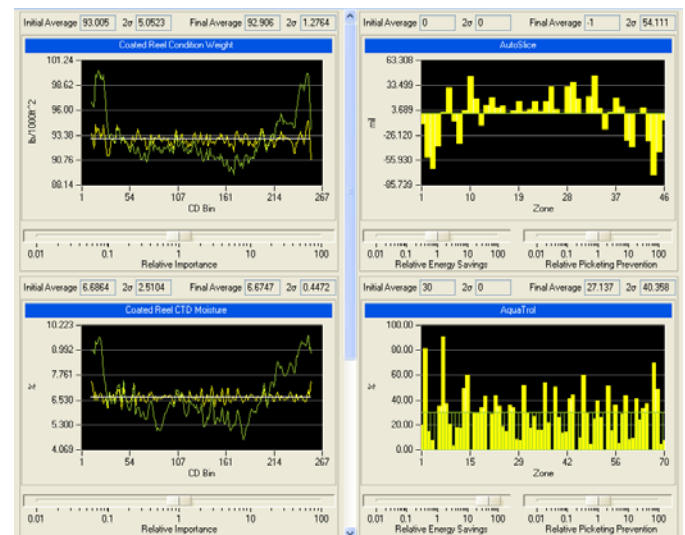 Initial Average 93.005 2σ 5.0523 Final Average 92.906 2σ 1.2764
Coated Reel Condition Weight
101.24
98.62
96.00
93.38
90.76
88.14
lb/1000ft^2
1 54 107 161 214 267
CD Bin
0.01 0.1 1 10 100
Relative Importance
Initial Average 0 2σ 0 Final Average -1 2σ 54.111
AutoSlice
63.308
33.499
3.689
-26.120
-55.930
-85.739
mil
1 10 19 28 37 46
Zone
0.01 0.1 1 10 100 0.01 0.1 1 10 100
Relative Energy Savings Relative Picketing Prevention
Initial Average 6.6864 2σ 2.5104 Final Average 6.6747 2σ 0.4472
Coated Reel CTD Moisture
10.223
8.992
7.761
6.530
5.300
4.069
%
1 54 107 161 214 267
CD Bin
0.01 0.1 1 10 100
Relative Importance
Initial Average 30 2σ 0 Final Average 27.137 2σ 40.358
AquaTrol
100.00
80.00
60.00
40.00
20.00
0.00
%
1 15 29 42 56 70
Zone
0.01 0.1 1 10 100 0.01 0.1 1 10 100
Relative Energy Savings Relative Picketing Prevention